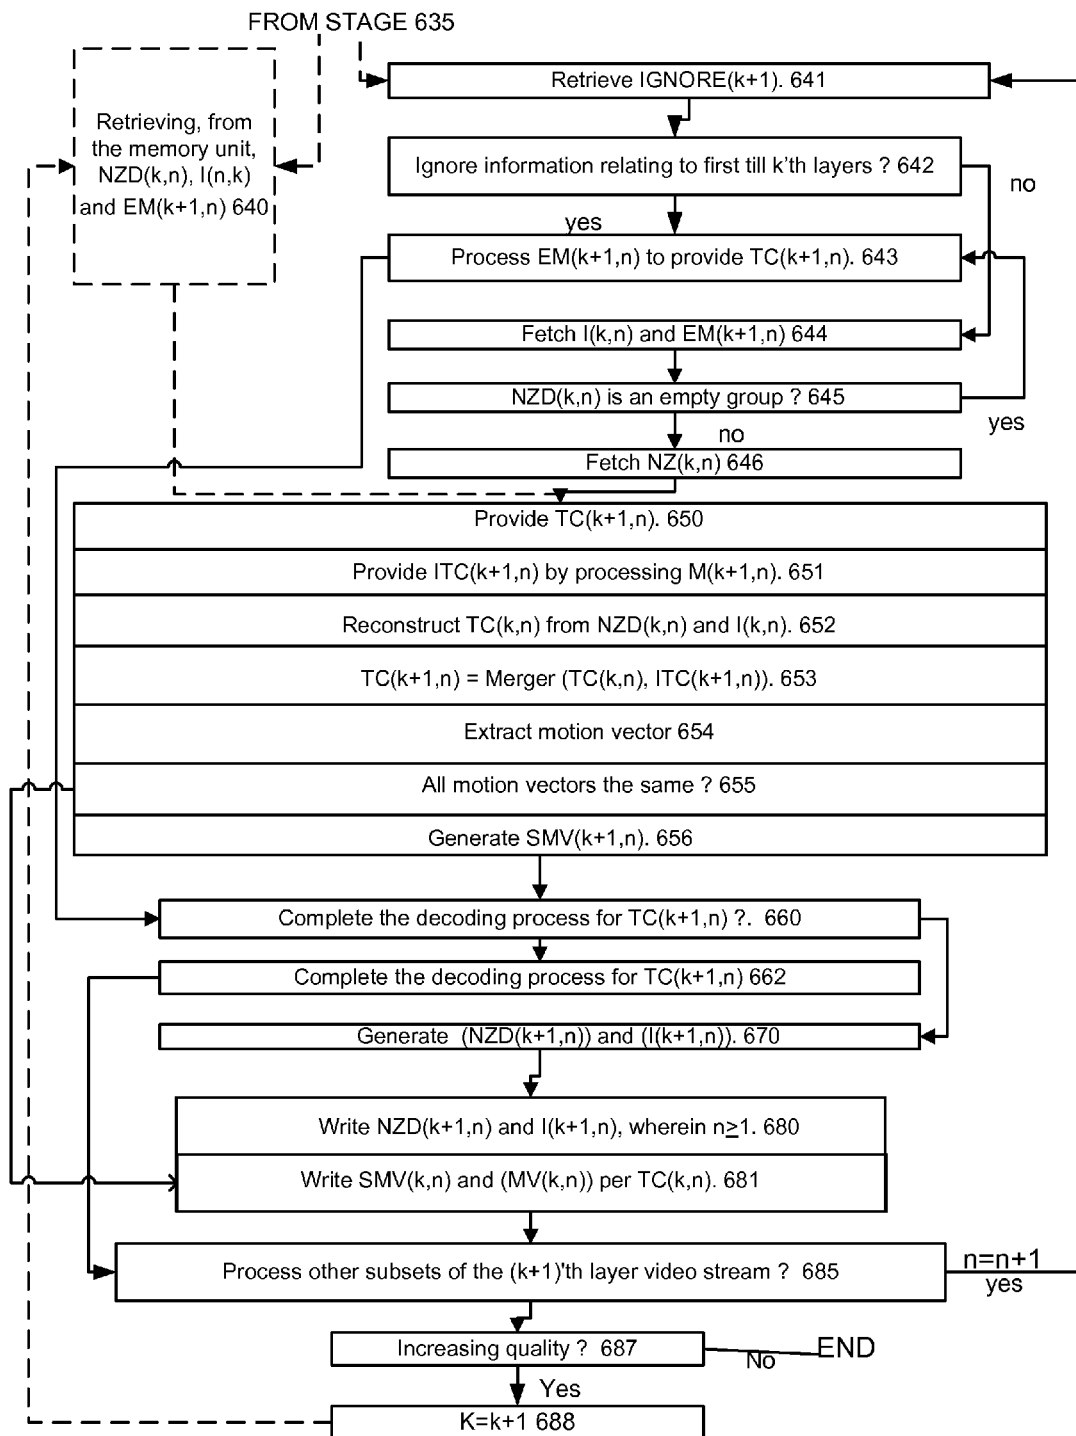 FROM STAGE 635
Retrieve IGNORE(k+1). 641
Retrieving, from
the memory unit,
NZD(k,n), I(n,k)
and EM(k+1,n) 640
Ignore information relating to first till k'th layers ? 642
no
yes
Process EM(k+1,n) to provide TC(k+1,n). 643
Fetch I(k,n) and EM(k+1,n) 644
NZD(k,n) is an empty group ? 645
yes
no
Fetch NZ(k,n) 646
Provide TC(k+1,n). 650
Provide ITC(k+1,n) by processing M(k+1,n). 651
Reconstruct TC(k,n) from NZD(k,n) and I(k,n). 652
TC(k+1,n) = Merger (TC(k,n), ITC(k+1,n)). 653
Extract motion vector 654
All motion vectors the same ? 655
Generate SMV(k+1,n). 656
Complete the decoding process for TC(k+1,n) ?. 660
Complete the decoding process for TC(k+1,n) 662
Generate (NZD(k+1,n)) and (I(k+1,n)). 670
Write NZD(k+1,n) and I(k+1,n), wherein n≥1. 680
Write SMV(k,n) and (MV(k,n)) per TC(k,n). 681
Process other subsets of the (k+1)'th layer video stream ? 685
n=n+1
yes
Increasing quality ? 687
No
END
Yes
K=k+1 688